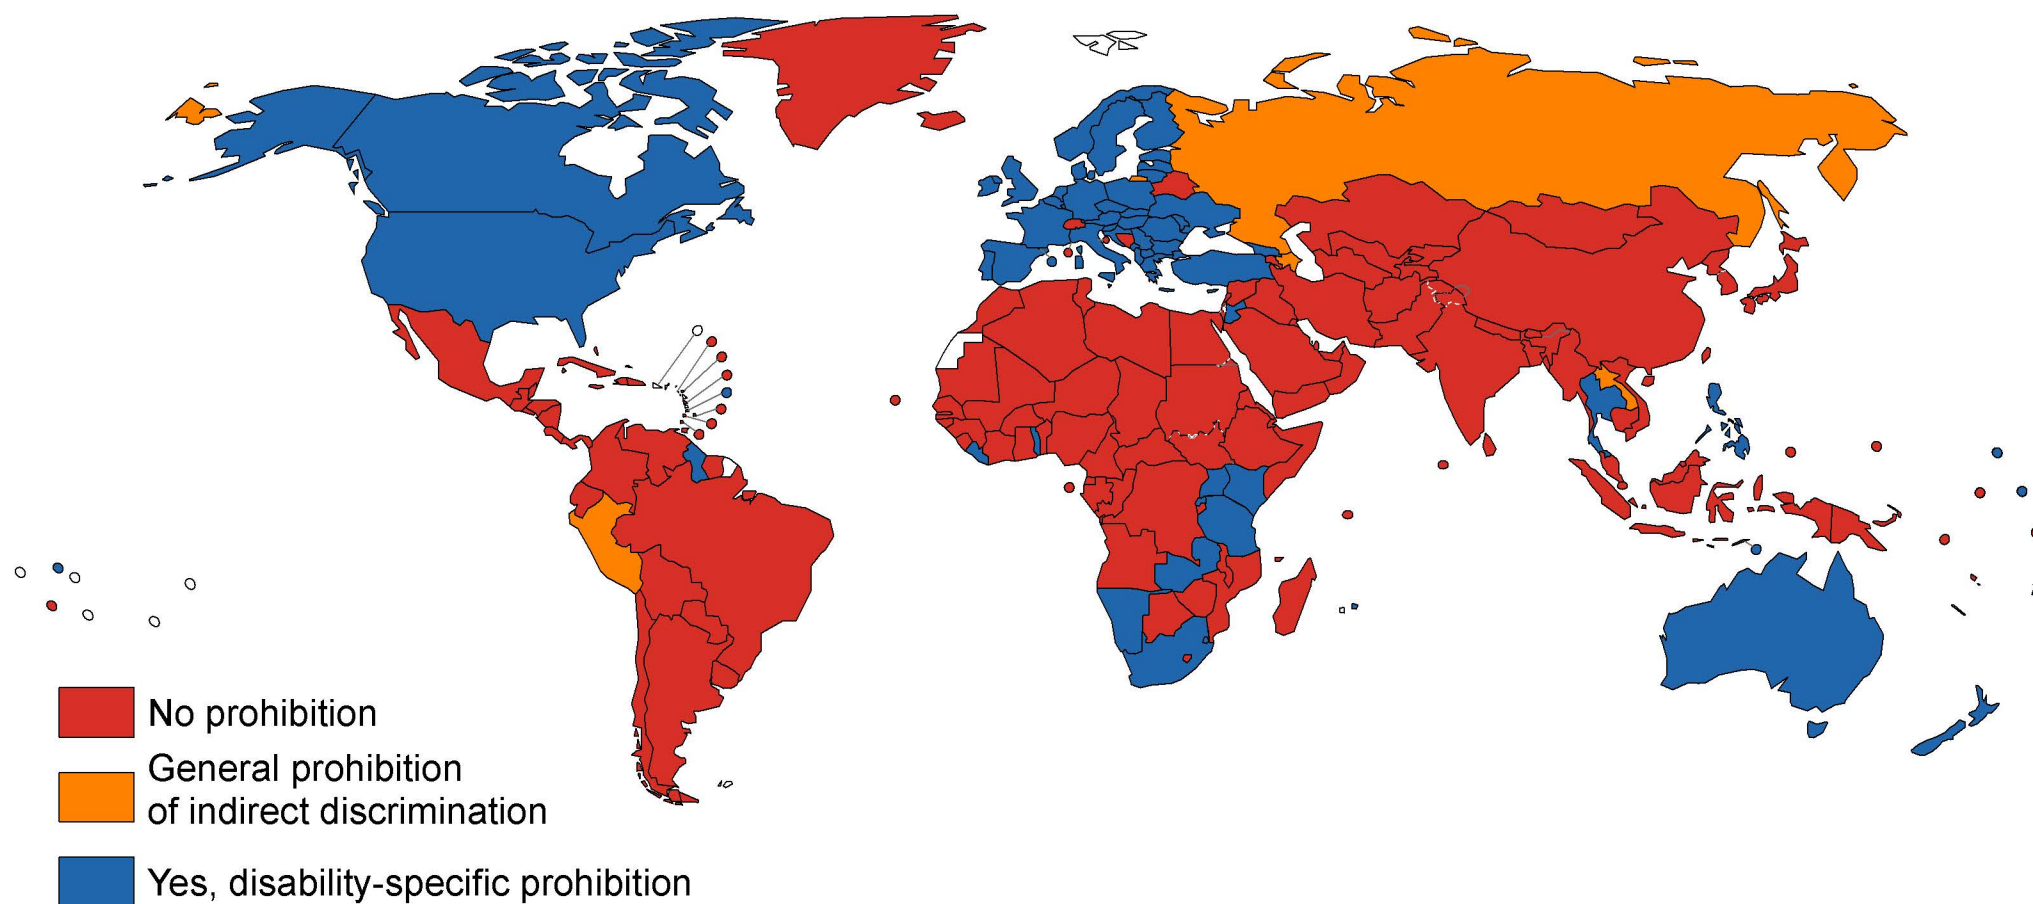 No prohibition
General prohibition
of indirect discrimination
Yes, disability-specific prohibition